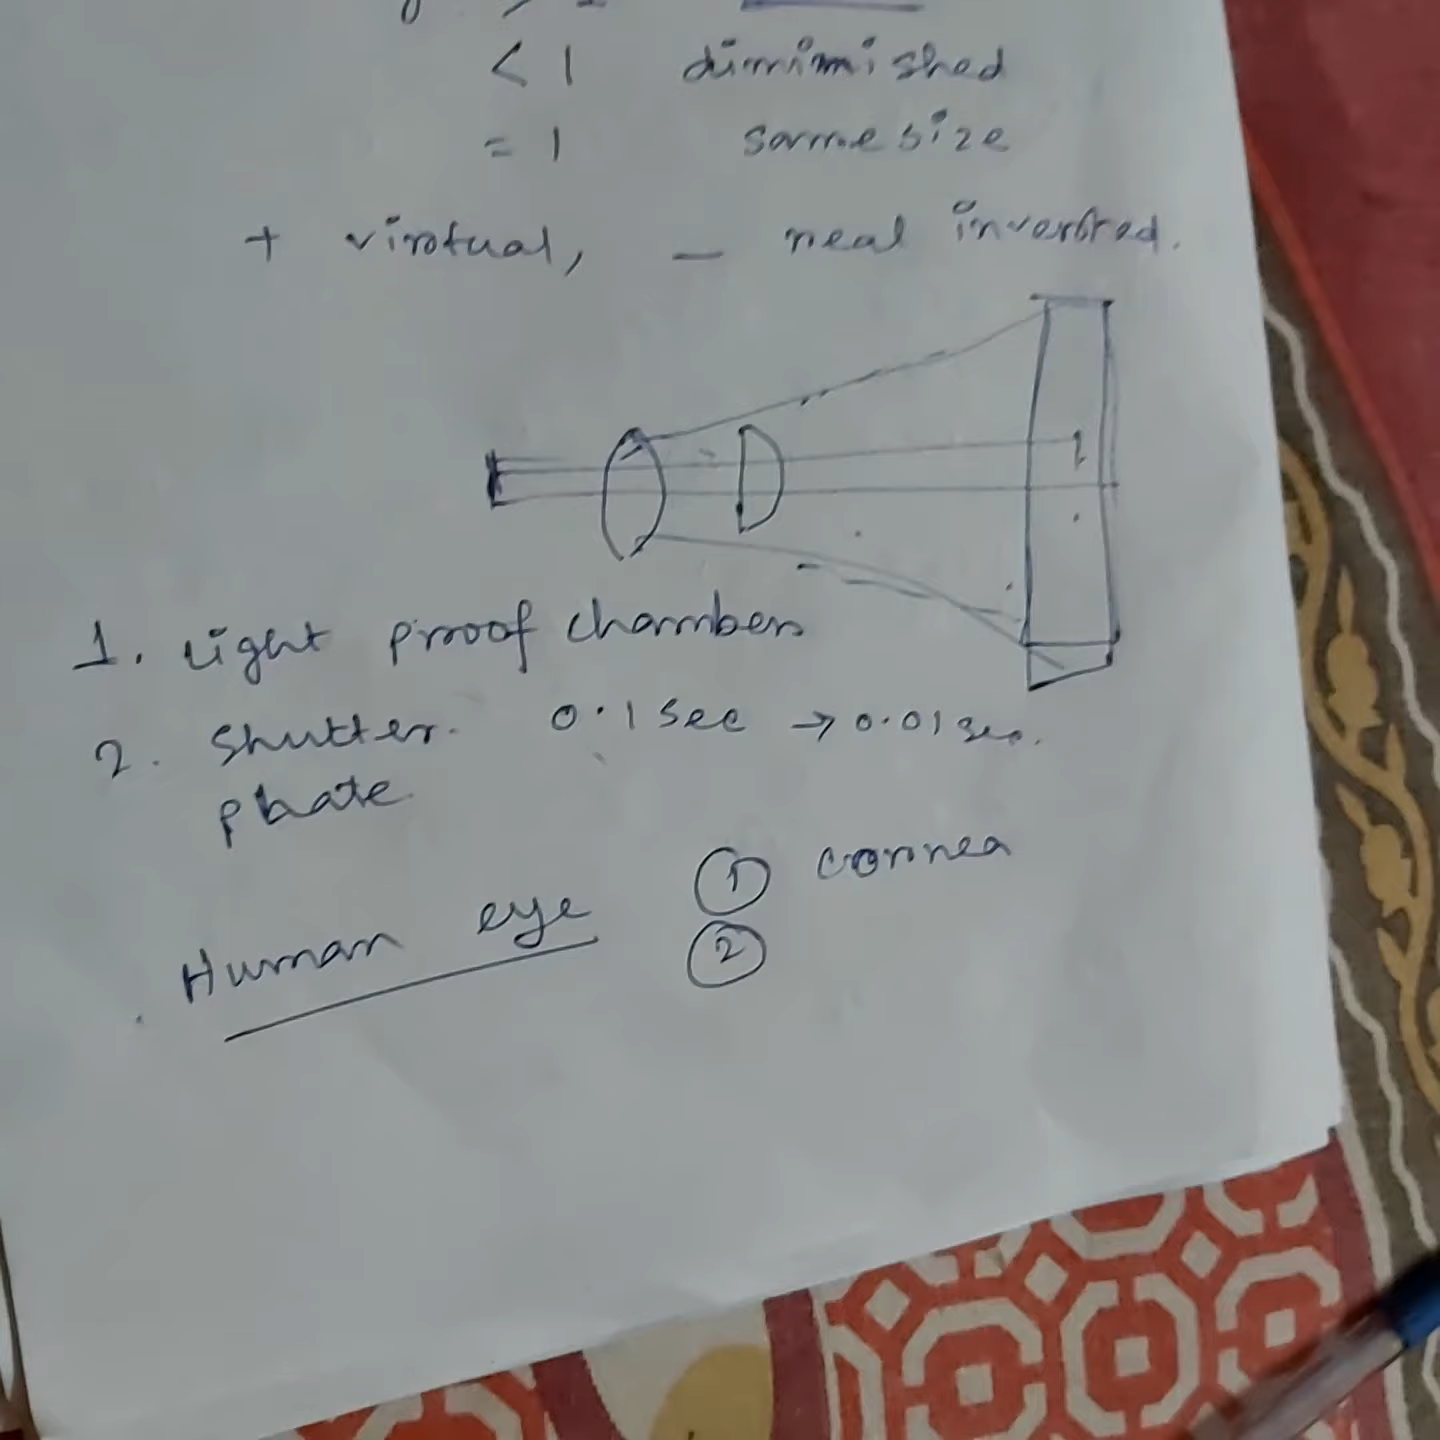 < 1 diminished
= 1 same size
+ virtual, — real inverted.
1. Light proof chamber
2. Shutter. 0.1 sec → 0.01 sec.
plate
Human eye ① cornea
②